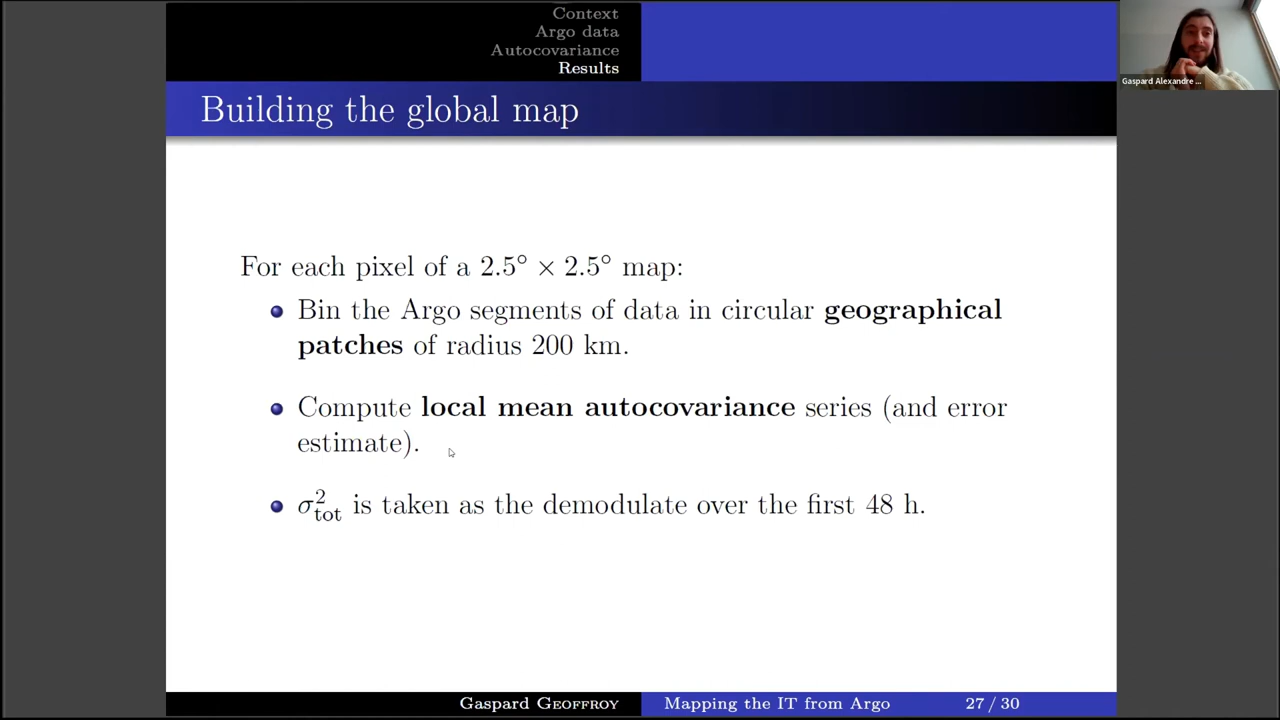 Context
Argo data
Autocovariance
Results
Gaspard Alexandre ...
Building the global map
For each pixel of a 2.5° × 2.5° map:
Bin the Argo segments of data in circular geographical
patches of radius 200 km.
Compute local mean autocovariance series (and error
estimate).
σ²tot is taken as the demodulate over the first 48 h.
Gaspard Geoffroy Mapping the IT from Argo 27 / 30